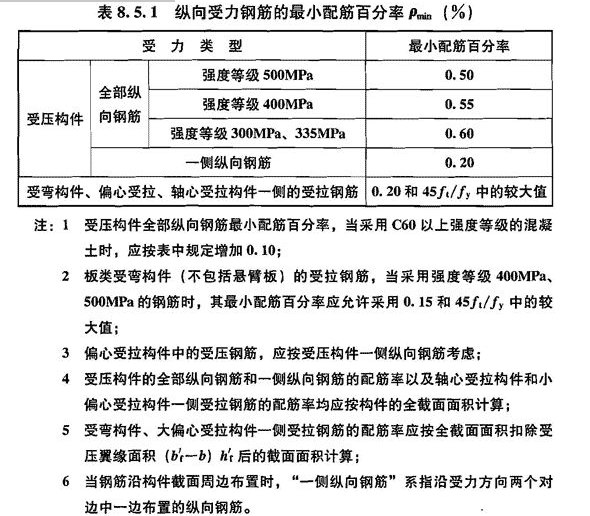 表 8.5.1 纵向受力钢筋的最小配筋百分率 ρmin (%)
受 力 类 型 最小配筋百分率
受压构件 全部纵向钢筋 强度等级 500MPa 0.50
强度等级 400MPa 0.55
强度等级 300MPa、335MPa 0.60
一侧纵向钢筋 0.20
受弯构件、偏心受拉、轴心受拉构件一侧的受拉钢筋 0.20 和 45ft/fy 中的较大值
注：1 受压构件全部纵向钢筋最小配筋百分率，当采用 C60 以上强度等级的混凝
土时，应按表中规定增加 0.10；
2 板类受弯构件（不包括悬臂板）的受拉钢筋，当采用强度等级 400MPa、
500MPa 的钢筋时，其最小配筋百分率应允许采用 0.15 和 45ft/fy 中的较
大值；
3 偏心受拉构件中的受压钢筋，应按受压构件一侧纵向钢筋考虑；
4 受压构件的全部纵向钢筋和一侧纵向钢筋的配筋率以及轴心受拉构件和小
偏心受拉构件一侧受拉钢筋的配筋率均应按构件的全截面面积计算；
5 受弯构件、大偏心受拉构件一侧受拉钢筋的配筋率应按全截面面积扣除受
压翼缘面积 (b′f−b) h′f 后的截面面积计算；
6 当钢筋沿构件截面周边布置时，“一侧纵向钢筋”系指沿受力方向两个对
边中一边布置的纵向钢筋。